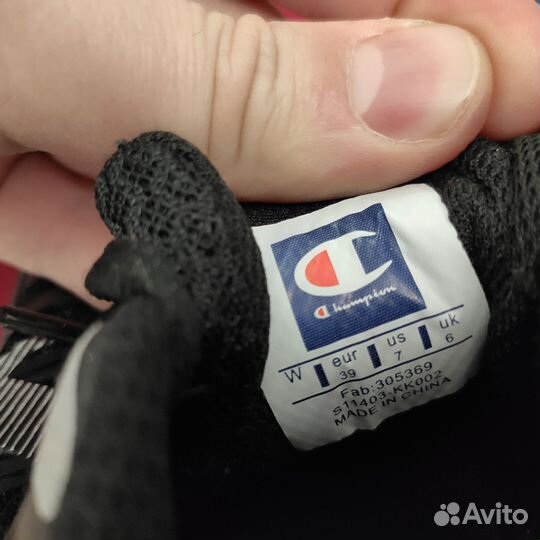 Champion
W eur us uk
39 7 6
Fab:305369
s11403-KK002
MADE IN CHINA
Avito